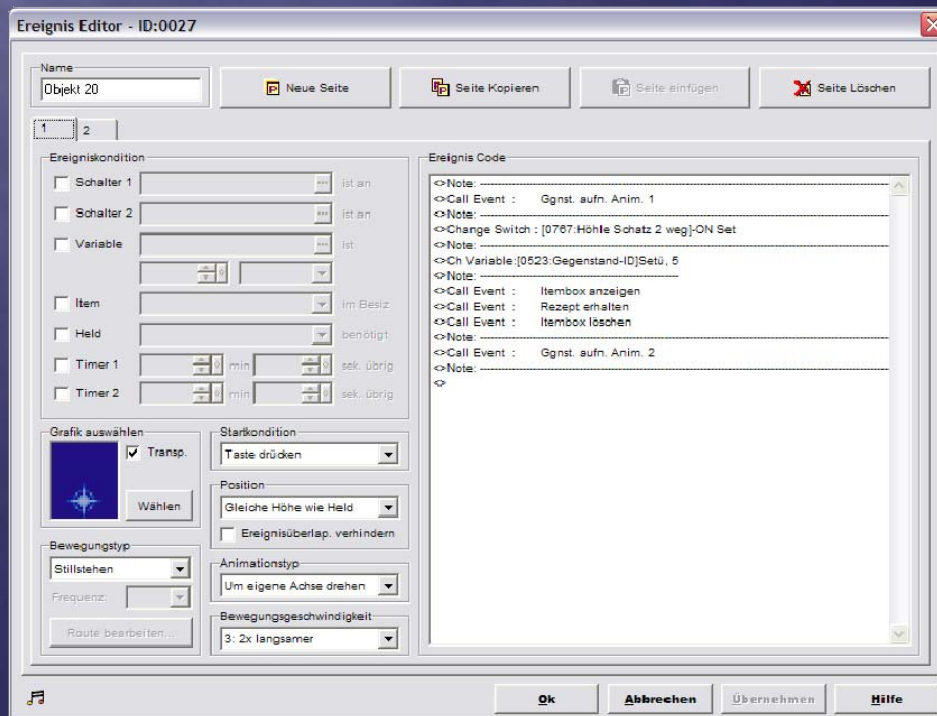 Ereignis Editor - ID:0027
Name
Objekt 20
Neue Seite
Seite Kopieren
Seite einfügen
Seite Löschen
1
2
Ereigniskondition
Schalter 1
ist an
Schalter 2
ist an
Variable
ist
Item
im Besiz
Held
benötigt
Timer 1
min
sek. übrig
Timer 2
min
sek. übrig
Grafik auswählen
Transp.
Wählen
Bewegungstyp
Stillstehen
Frequenz:
Route bearbeiten...
Startkondition
Taste drücken
Position
Gleiche Höhe wie Held
Ereignisüberlap. verhindern
Animationstyp
Um eigene Achse drehen
Bewegungsgeschwindigkeit
3: 2x langsamer
Ereignis Code
<>Note: ------------------------------------------------------------
<>Call Event : Ggnst. aufn. Anim. 1
<>Note: ------------------------------------------------------------
<>Change Switch : [0767:Höhle Schatz 2 weg]-ON Set
<>Note: ------------------------------------------------------------
<>Ch Variable:[0523:Gegenstand-ID]Setü, 5
<>Note: ------------------------------------------
<>Call Event : Itembox anzeigen
<>Call Event : Rezept erhalten
<>Call Event : Itembox löschen
<>Note: ------------------------------------------------------------
<>Call Event : Ggnst. aufn. Anim. 2
<>Note: ------------------------------------------------------------
<>
Ok
Abbrechen
Übernehmen
Hilfe